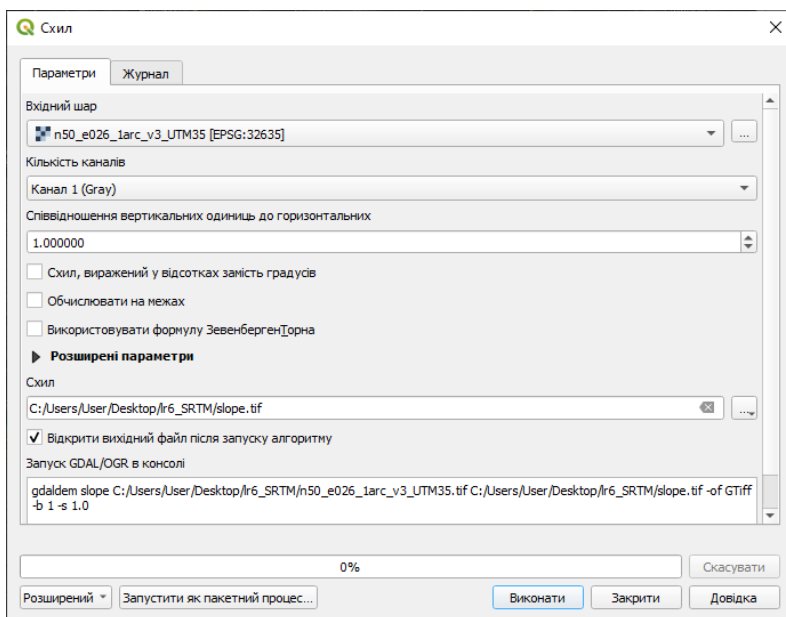 Схил
Параметри Журнал
Вхідний шар
n50_e026_1arc_v3_UTM35 [EPSG:32635]
...
Кількість каналів
Канал 1 (Gray)
Співвідношення вертикальних одиниць до горизонтальних
1.000000
Схил, виражений у відсотках замість градусів
Обчислювати на межах
Використовувати формулу ЗевенбергенТорна
Розширені параметри
Схил
C:/Users/User/Desktop/lr6_SRTM/slope.tif
...
Відкрити вихідний файл після запуску алгоритму
Запуск GDAL/OGR в консолі
gdaldem slope C:/Users/User/Desktop/lr6_SRTM/n50_e026_1arc_v3_UTM35.tif C:/Users/User/Desktop/lr6_SRTM/slope.tif -of GTiff
-b 1 -s 1.0
0% Скасувати
Розширений Запустити як пакетний процес... Виконати Закрити Довідка